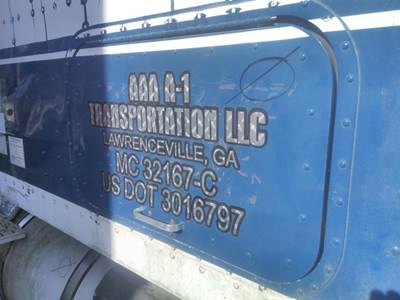 AAA A-1
TRANSPORTATION LLC
LAWRENCEVILLE, GA
MC 32167-C
US DOT 3016797